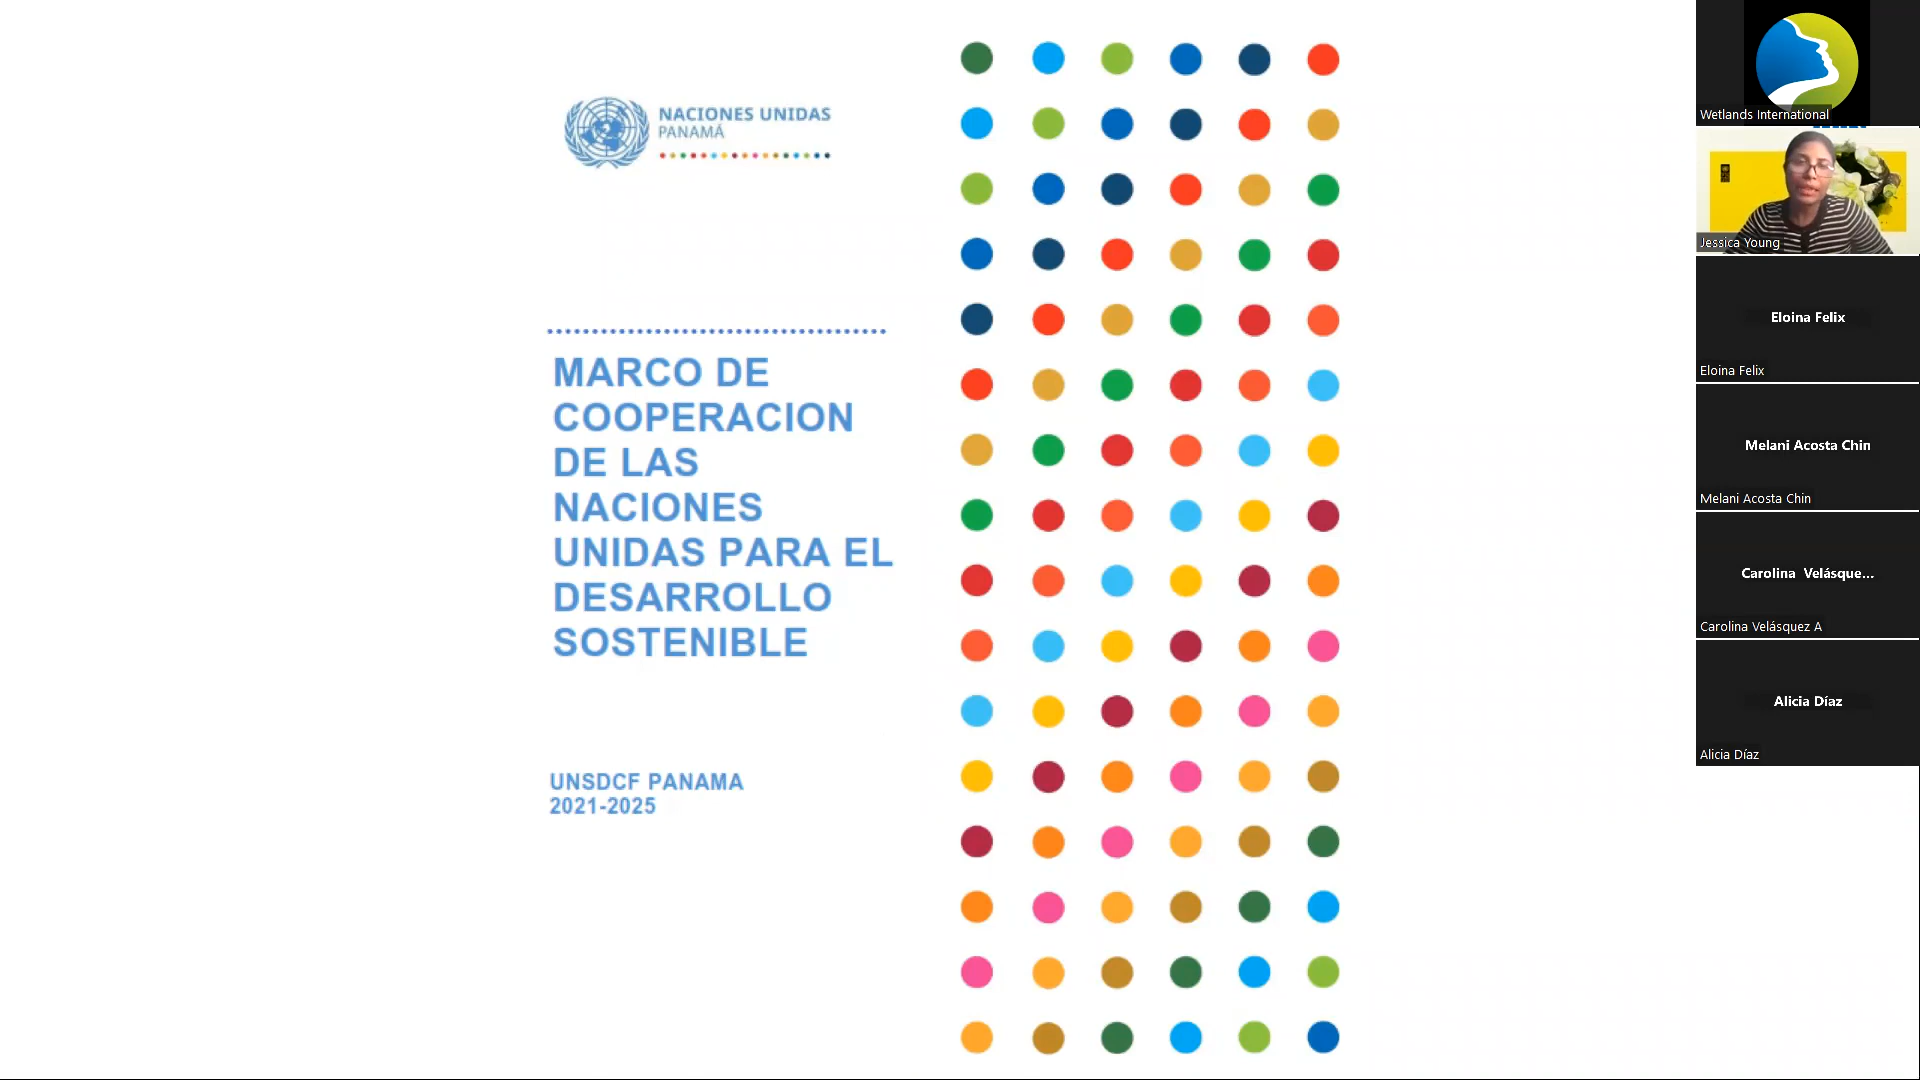 NACIONES UNIDAS
PANAMÁ
MARCO DE
COOPERACION
DE LAS
NACIONES
UNIDAS PARA EL
DESARROLLO
SOSTENIBLE
UNSDCF PANAMA
2021-2025
Wetlands International
Jessica Young
Eloina Felix
Eloina Felix
Melani Acosta Chin
Melani Acosta Chin
Carolina Velásque...
Carolina Velásquez A
Alicia Díaz
Alicia Díaz